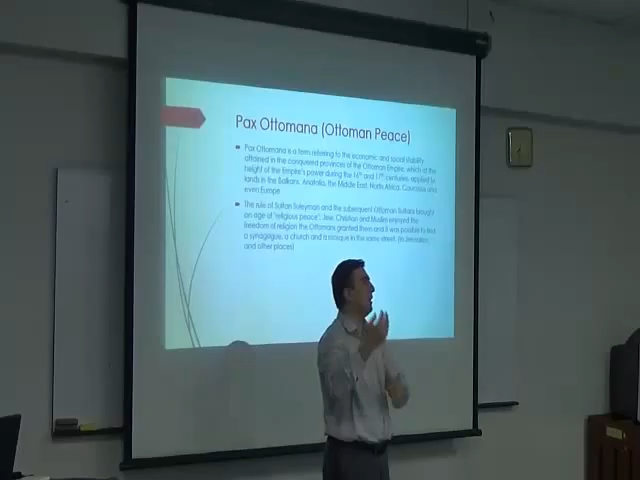 Pax Ottomana (Ottoman Peace)
Pax Ottomana is a term referring to the economic and social stability
attained in the conquered provinces of the Ottoman Empire, which at the
height of the Empire's power during the 16th and 17th centuries, applied to
lands in the Balkans, Anatolia, the Middle East, North Africa, Caucasus and
even Europe
The rule of Sultan Suleyman and the subsequent Ottoman Sultans brought
an age of "religious peace". Jew, Christian and Muslim enjoyed the
freedom of religion the Ottomans granted them and it was possible to find
a synagogue, a church and a mosque in the same street. (In Jerusalem
and other places)